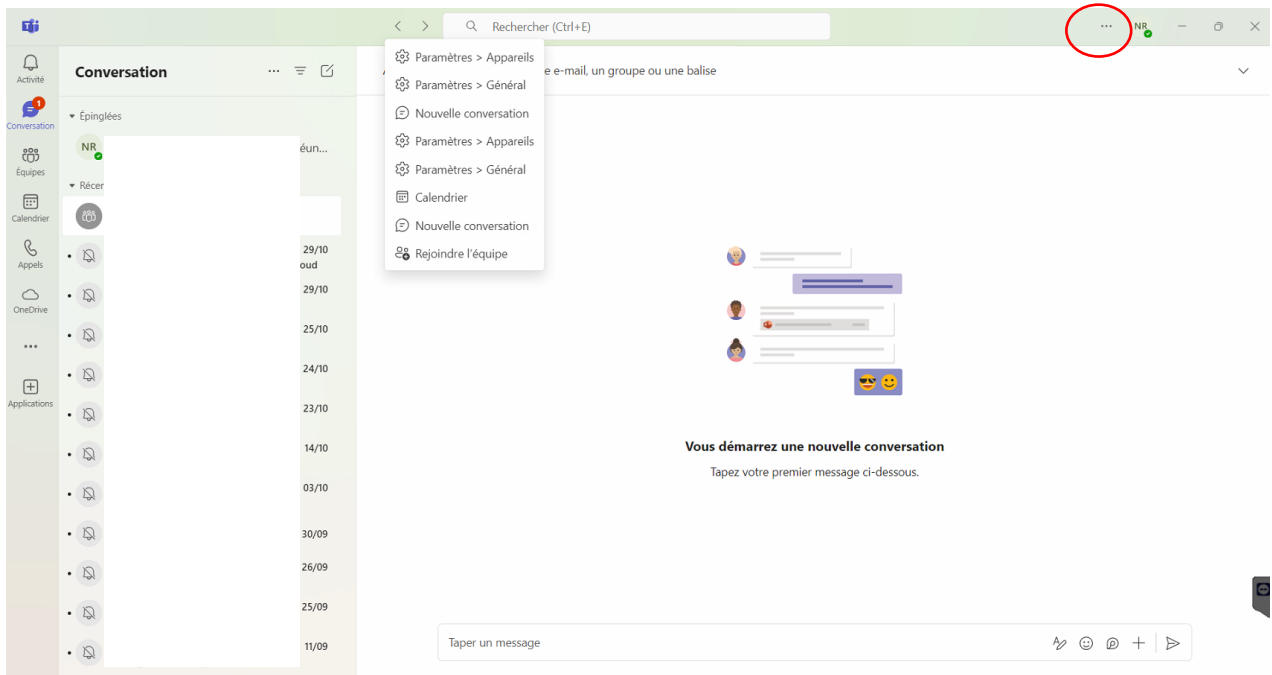 Rechercher (Ctrl+E)
NR
Activité
1
Conversation
Équipes
Calendrier
Appels
OneDrive
Applications
Conversation
Épinglées
NR
éun...
Récen
29/10
oud
29/10
25/10
24/10
23/10
14/10
03/10
30/09
26/09
25/09
11/09
Paramètres > Appareils
Paramètres > Général
Nouvelle conversation
Paramètres > Appareils
Paramètres > Général
Calendrier
Nouvelle conversation
Rejoindre l'équipe
e e-mail, un groupe ou une balise
Vous démarrez une nouvelle conversation
Tapez votre premier message ci-dessous.
Taper un message